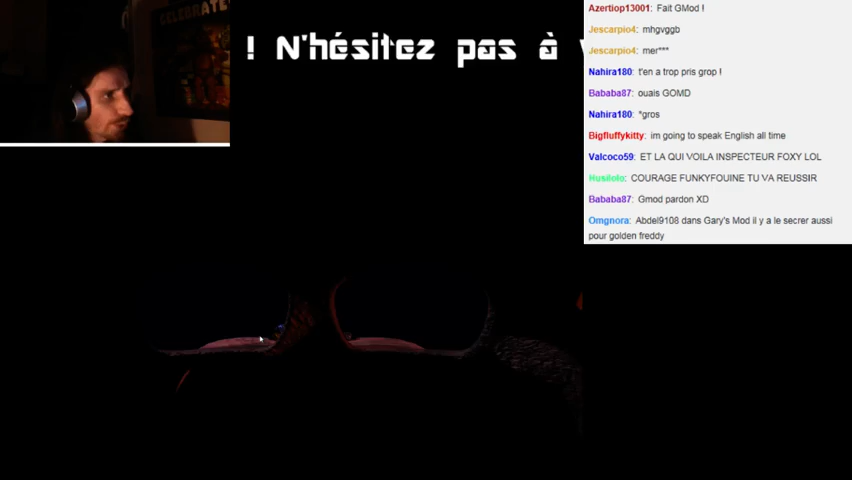 CELEBRATE
! N'hésitez pas à
Azertiop13001: Fait GMod !
Jescarpio4: mhgvggb
Jescarpio4: mer***
Nahira180: t'en a trop pris grop !
Bababa87: ouais GOMD
Nahira180: *gros
Bigfluffykitty: im going to speak English all time
Valcoco59: ET LA QUI VOILA INSPECTEUR FOXY LOL
Husilolo: COURAGE FUNKYFOUINE TU VA REUSSIR
Bababa87: Gmod pardon XD
Omgnora: Abdel9108 dans Gary's Mod il y a le secrer aussi
pour golden freddy